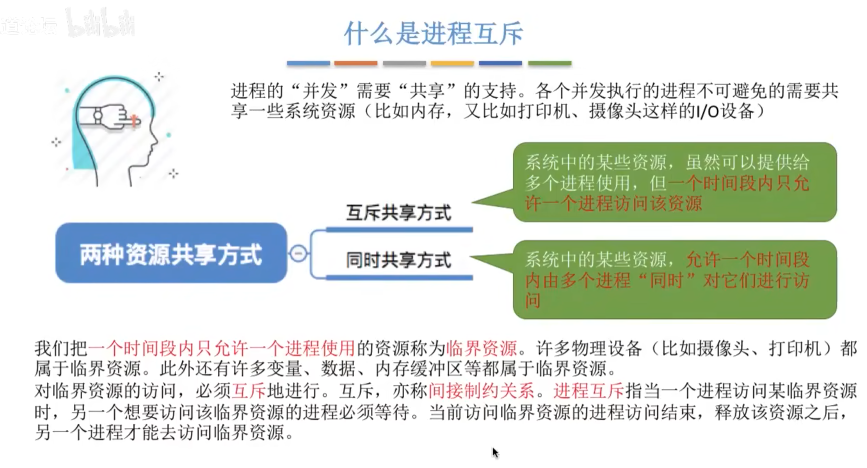 什么是进程互斥
进程的“并发”需要“共享”的支持。各个并发执行的进程不可避免的需要共
享一些系统资源（比如内存，又比如打印机、摄像头这样的I/O设备）
系统中的某些资源，虽然可以提供给
多个进程使用，但一个时间段内只允
许一个进程访问该资源
互斥共享方式
两种资源共享方式
同时共享方式
系统中的某些资源，允许一个时间段
内由多个进程“同时”对它们进行访
问
我们把一个时间段内只允许一个进程使用的资源称为临界资源。许多物理设备（比如摄像头、打印机）都
属于临界资源。此外还有许多变量、数据、内存缓冲区等都属于临界资源。
对临界资源的访问，必须互斥地进行。互斥，亦称间接制约关系。进程互斥指当一个进程访问某临界资源
时，另一个想要访问该临界资源的进程必须等待。当前访问临界资源的进程访问结束，释放该资源之后，
另一个进程才能去访问临界资源。